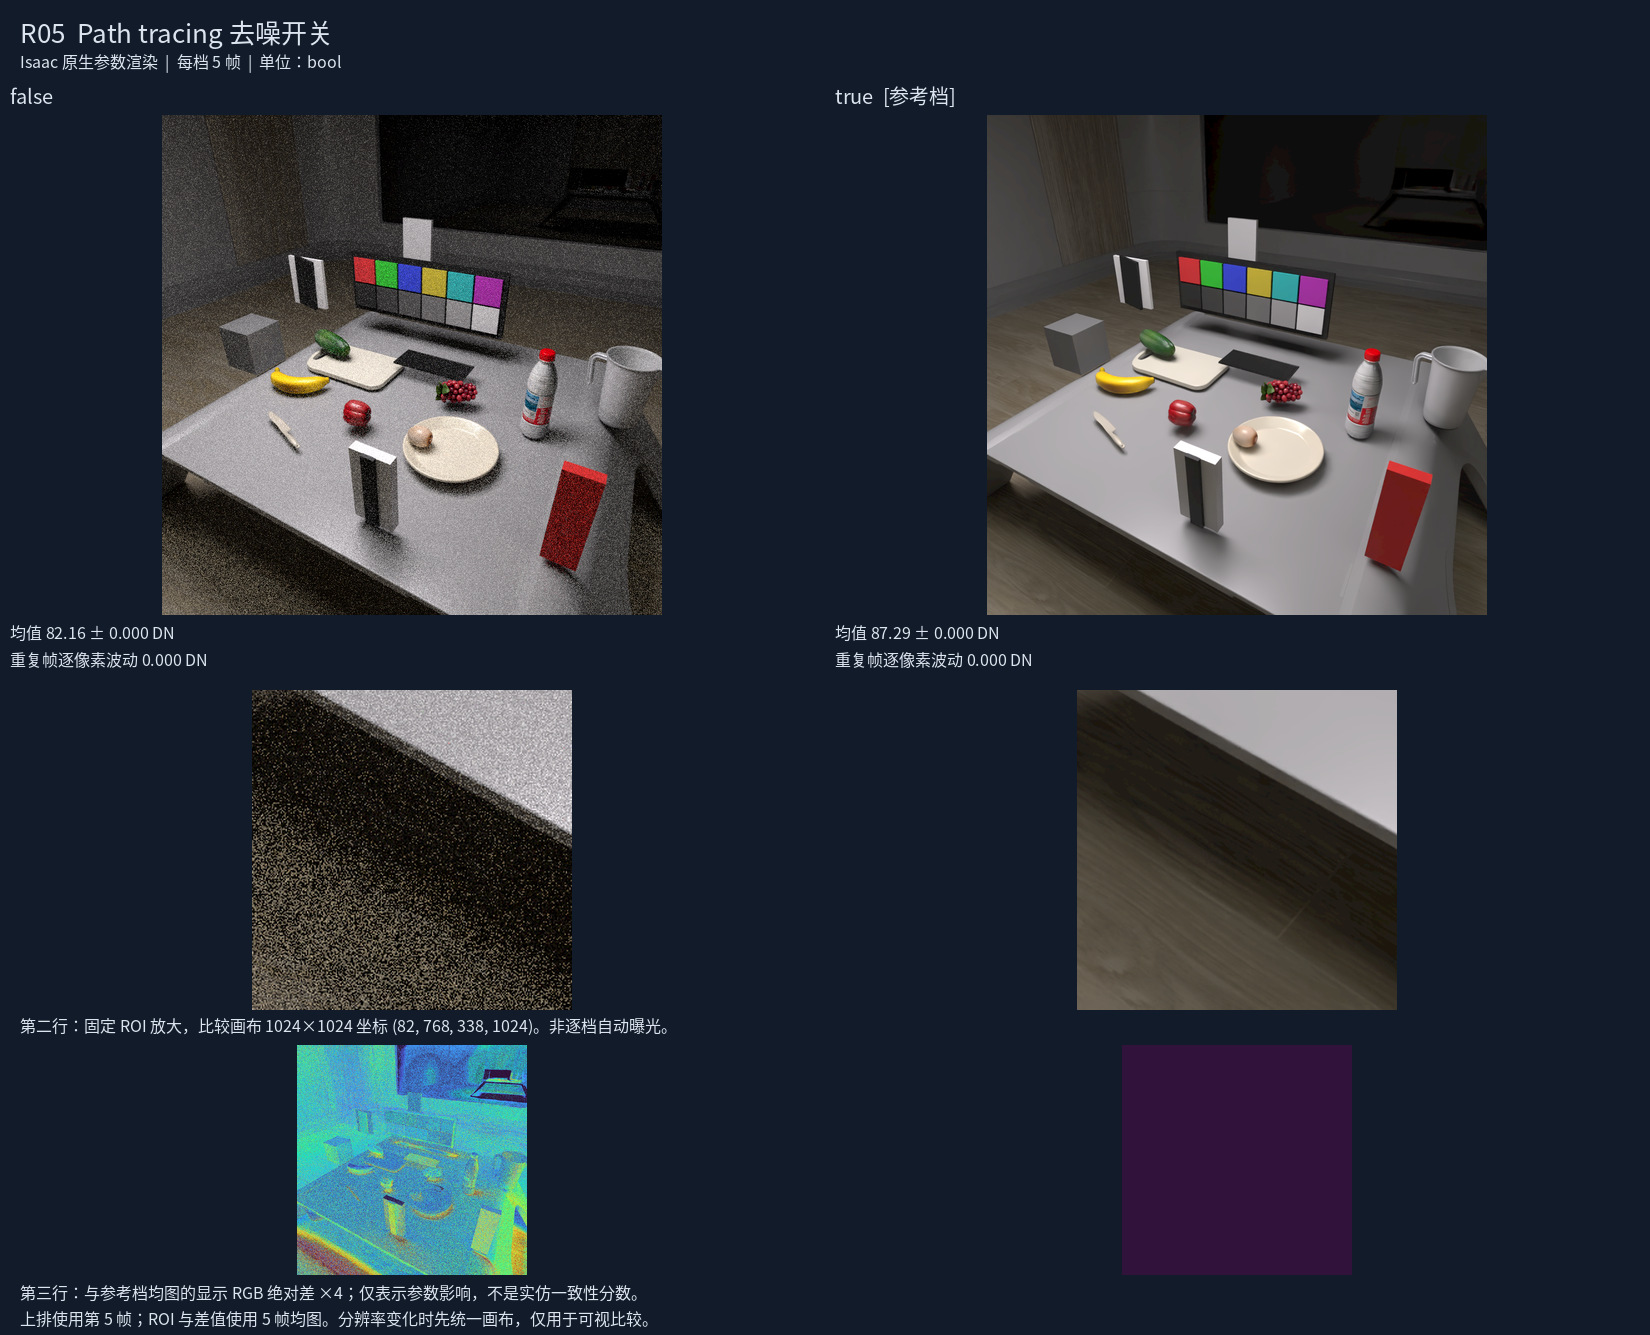 R05 Path tracing 去噪开关
Isaac 原生参数渲染 | 每档 5 帧 | 单位：bool
false
true [参考档]
均值 82.16 ± 0.000 DN
重复帧逐像素波动 0.000 DN
均值 87.29 ± 0.000 DN
重复帧逐像素波动 0.000 DN
第二行：固定 ROI 放大，比较画布 1024×1024 坐标 (82, 768, 338, 1024)。非逐档自动曝光。
第三行：与参考档均图的显示 RGB 绝对差 ×4；仅表示参数影响，不是实仿一致性分数。
上排使用第 5 帧；ROI 与差值使用 5 帧均图。分辨率变化时先统一画布，仅用于可视比较。